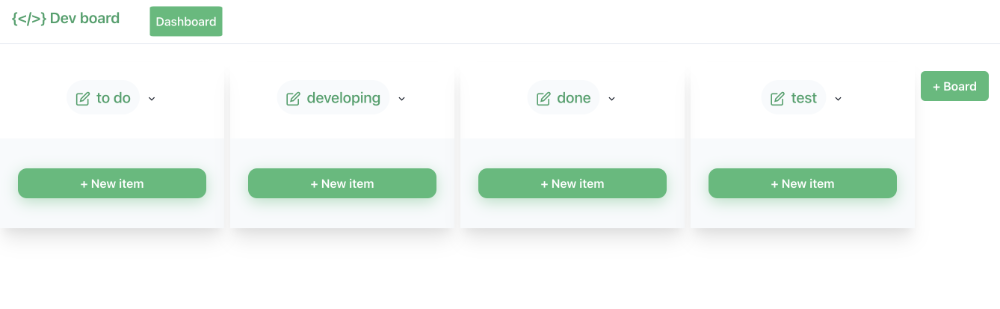 {</>} Dev board
Dashboard
to do
developing
done
test
+ Board
+ New item
+ New item
+ New item
+ New item